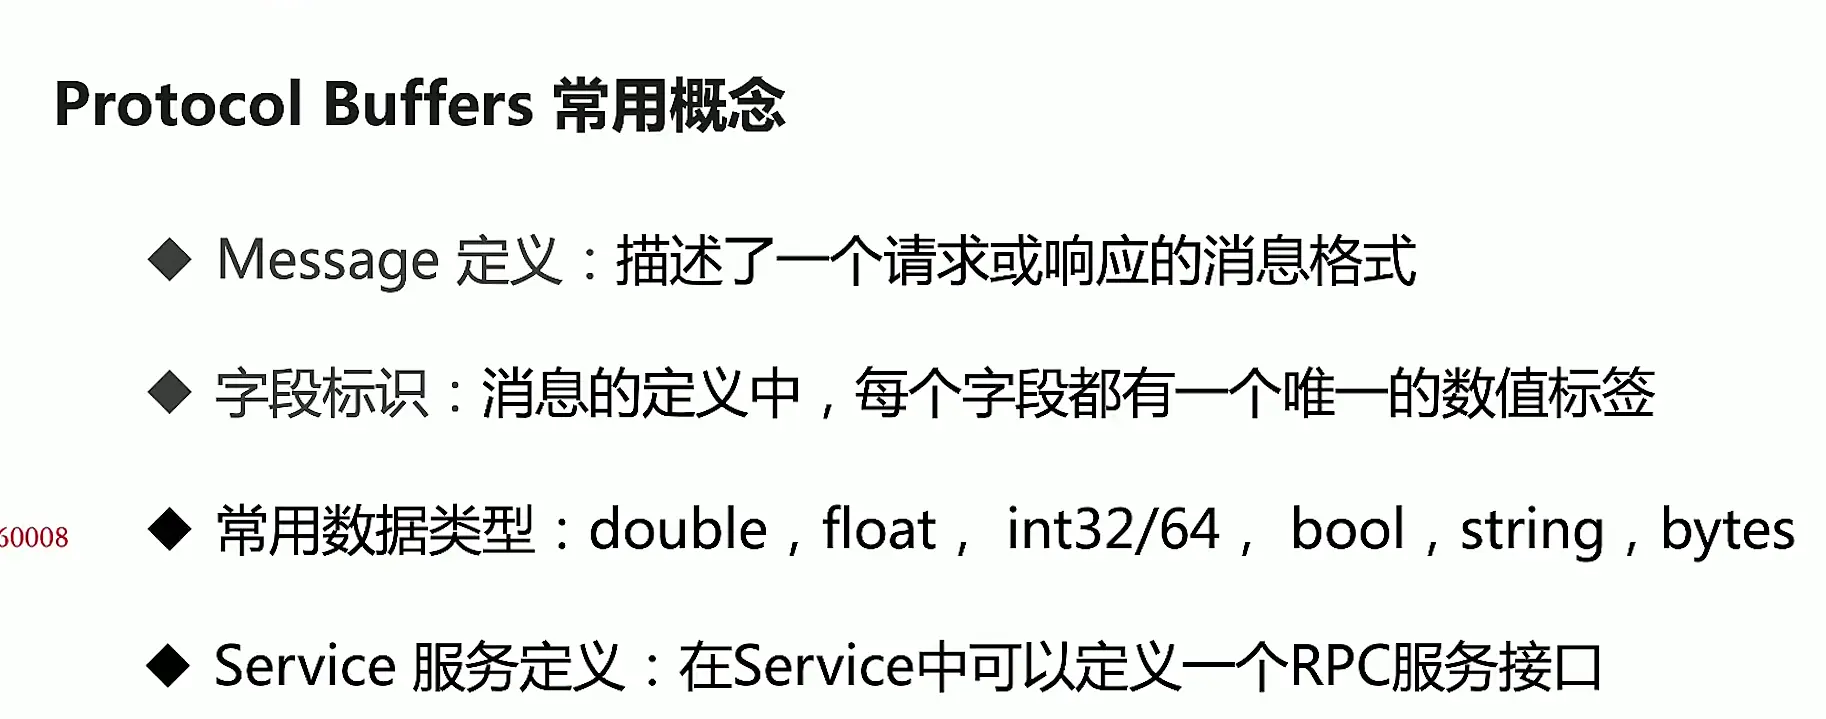 Protocol Buffers 常用概念
◆ Message 定义：描述了一个请求或响应的消息格式
◆ 字段标识：消息的定义中，每个字段都有一个唯一的数值标签
60008
◆ 常用数据类型：double，float， int32/64， bool，string，bytes
◆ Service 服务定义：在Service中可以定义一个RPC服务接口